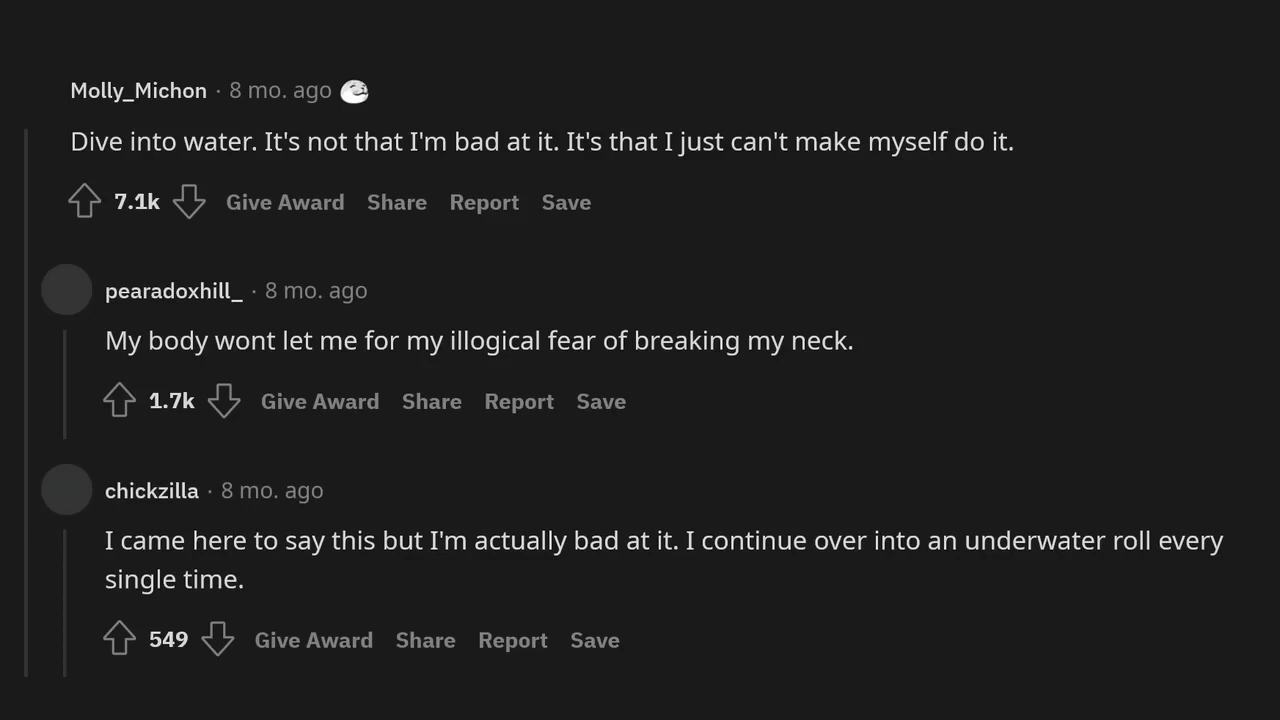 Molly_Michon · 8 mo. ago
Dive into water. It's not that I'm bad at it. It's that I just can't make myself do it.
7.1k Give Award Share Report Save
pearadoxhill_ · 8 mo. ago
My body wont let me for my illogical fear of breaking my neck.
1.7k Give Award Share Report Save
chickzilla · 8 mo. ago
I came here to say this but I'm actually bad at it. I continue over into an underwater roll every
single time.
549 Give Award Share Report Save